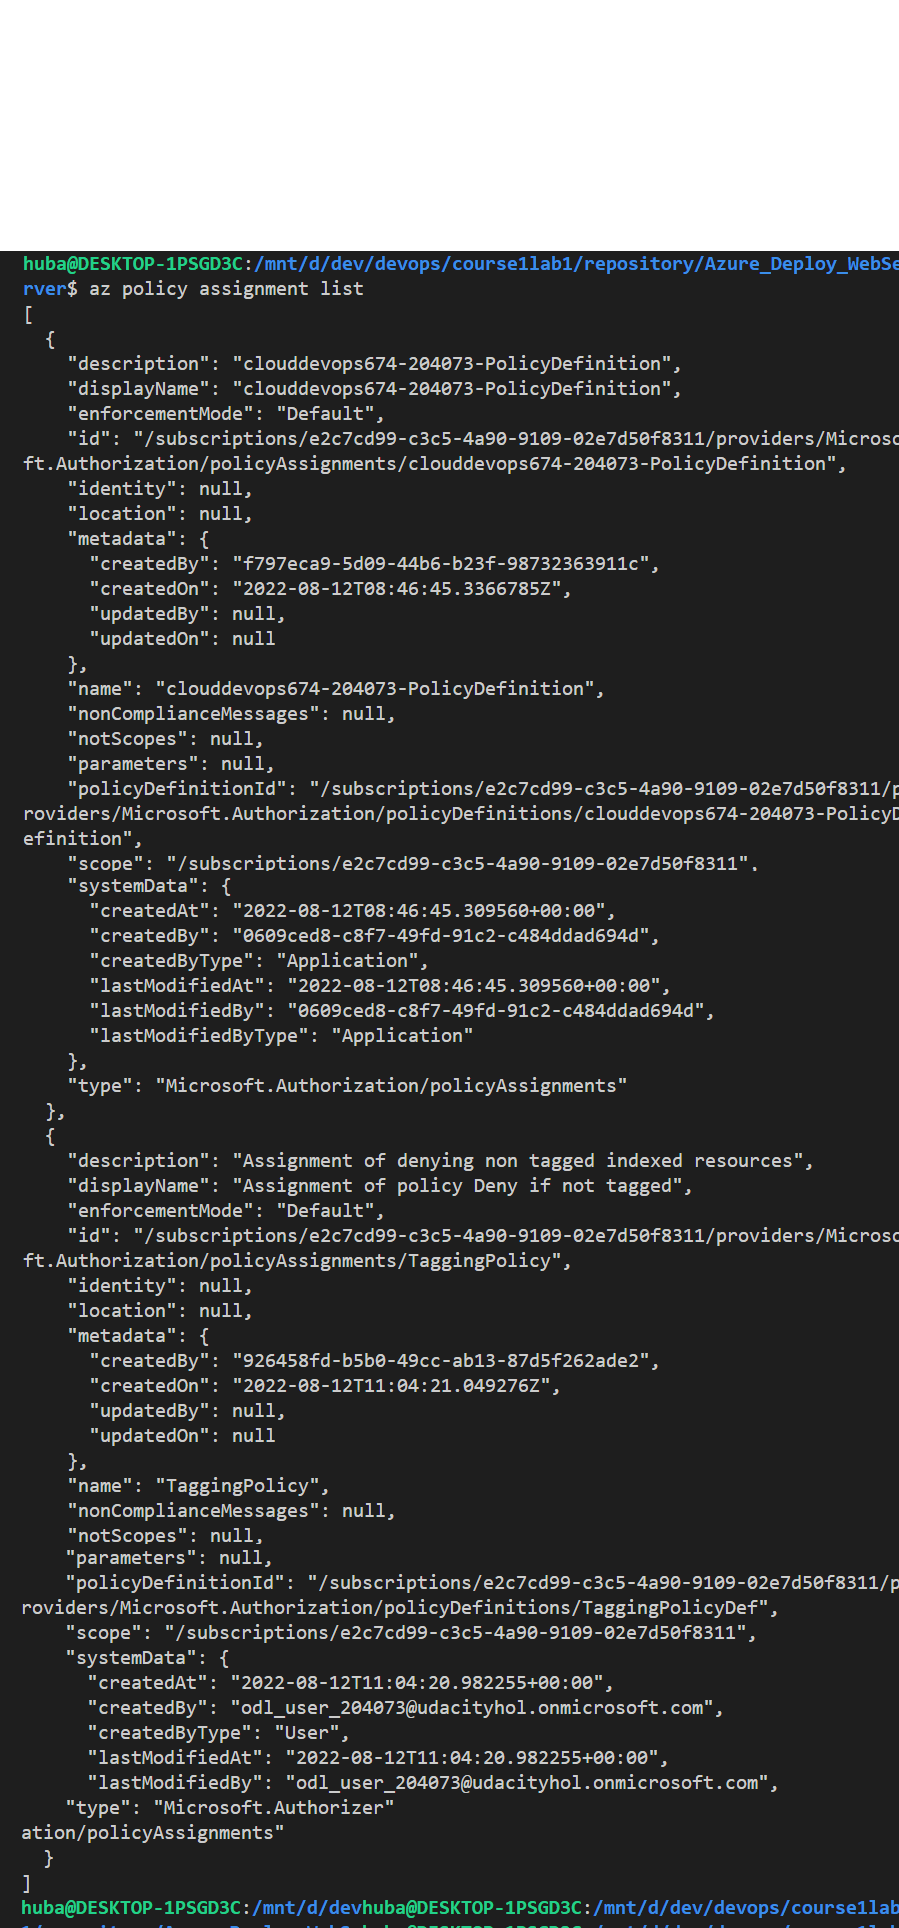 huba@DESKTOP-1PSGD3C:/mnt/d/dev/devops/course1lab1/repository/Azure_Deploy_WebSe
rver$ az policy assignment list
[
  {
    "description": "clouddevops674-204073-PolicyDefinition",
    "displayName": "clouddevops674-204073-PolicyDefinition",
    "enforcementMode": "Default",
    "id": "/subscriptions/e2c7cd99-c3c5-4a90-9109-02e7d50f8311/providers/Microso
ft.Authorization/policyAssignments/clouddevops674-204073-PolicyDefinition",
    "identity": null,
    "location": null,
    "metadata": {
      "createdBy": "f797eca9-5d09-44b6-b23f-98732363911c",
      "createdOn": "2022-08-12T08:46:45.3366785Z",
      "updatedBy": null,
      "updatedOn": null
    },
    "name": "clouddevops674-204073-PolicyDefinition",
    "nonComplianceMessages": null,
    "notScopes": null,
    "parameters": null,
    "policyDefinitionId": "/subscriptions/e2c7cd99-c3c5-4a90-9109-02e7d50f8311/p
roviders/Microsoft.Authorization/policyDefinitions/clouddevops674-204073-PolicyD
efinition",
    "scope": "/subscriptions/e2c7cd99-c3c5-4a90-9109-02e7d50f8311",
    "systemData": {
      "createdAt": "2022-08-12T08:46:45.309560+00:00",
      "createdBy": "0609ced8-c8f7-49fd-91c2-c484ddad694d",
      "createdByType": "Application",
      "lastModifiedAt": "2022-08-12T08:46:45.309560+00:00",
      "lastModifiedBy": "0609ced8-c8f7-49fd-91c2-c484ddad694d",
      "lastModifiedByType": "Application"
    },
    "type": "Microsoft.Authorization/policyAssignments"
  },
  {
    "description": "Assignment of denying non tagged indexed resources",
    "displayName": "Assignment of policy Deny if not tagged",
    "enforcementMode": "Default",
    "id": "/subscriptions/e2c7cd99-c3c5-4a90-9109-02e7d50f8311/providers/Microso
ft.Authorization/policyAssignments/TaggingPolicy",
    "identity": null,
    "location": null,
    "metadata": {
      "createdBy": "926458fd-b5b0-49cc-ab13-87d5f262ade2",
      "createdOn": "2022-08-12T11:04:21.049276Z",
      "updatedBy": null,
      "updatedOn": null
    },
    "name": "TaggingPolicy",
    "nonComplianceMessages": null,
    "notScopes": null,
    "parameters": null,
    "policyDefinitionId": "/subscriptions/e2c7cd99-c3c5-4a90-9109-02e7d50f8311/p
roviders/Microsoft.Authorization/policyDefinitions/TaggingPolicyDef",
    "scope": "/subscriptions/e2c7cd99-c3c5-4a90-9109-02e7d50f8311",
    "systemData": {
      "createdAt": "2022-08-12T11:04:20.982255+00:00",
      "createdBy": "odl_user_204073@udacityhol.onmicrosoft.com",
      "createdByType": "User",
      "lastModifiedAt": "2022-08-12T11:04:20.982255+00:00",
      "lastModifiedBy": "odl_user_204073@udacityhol.onmicrosoft.com",
    "type": "Microsoft.Authorizer"
ation/policyAssignments"
  }
]
huba@DESKTOP-1PSGD3C:/mnt/d/devhuba@DESKTOP-1PSGD3C:/mnt/d/dev/devops/course1lab